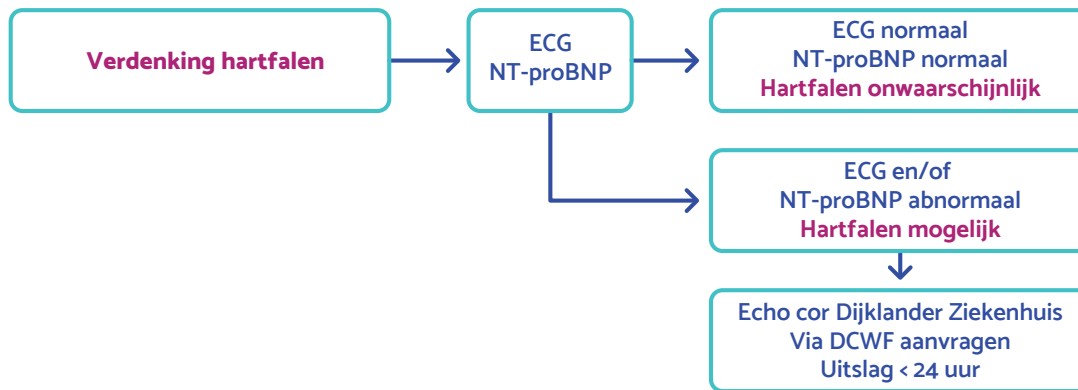 Verdenking hartfalen
ECG
NT-proBNP
ECG normaal
NT-proBNP normaal
Hartfalen onwaarschijnlijk
ECG en/of
NT-proBNP abnormaal
Hartfalen mogelijk
Echo cor Dijklander Ziekenhuis
Via DCWF aanvragen
Uitslag < 24 uur